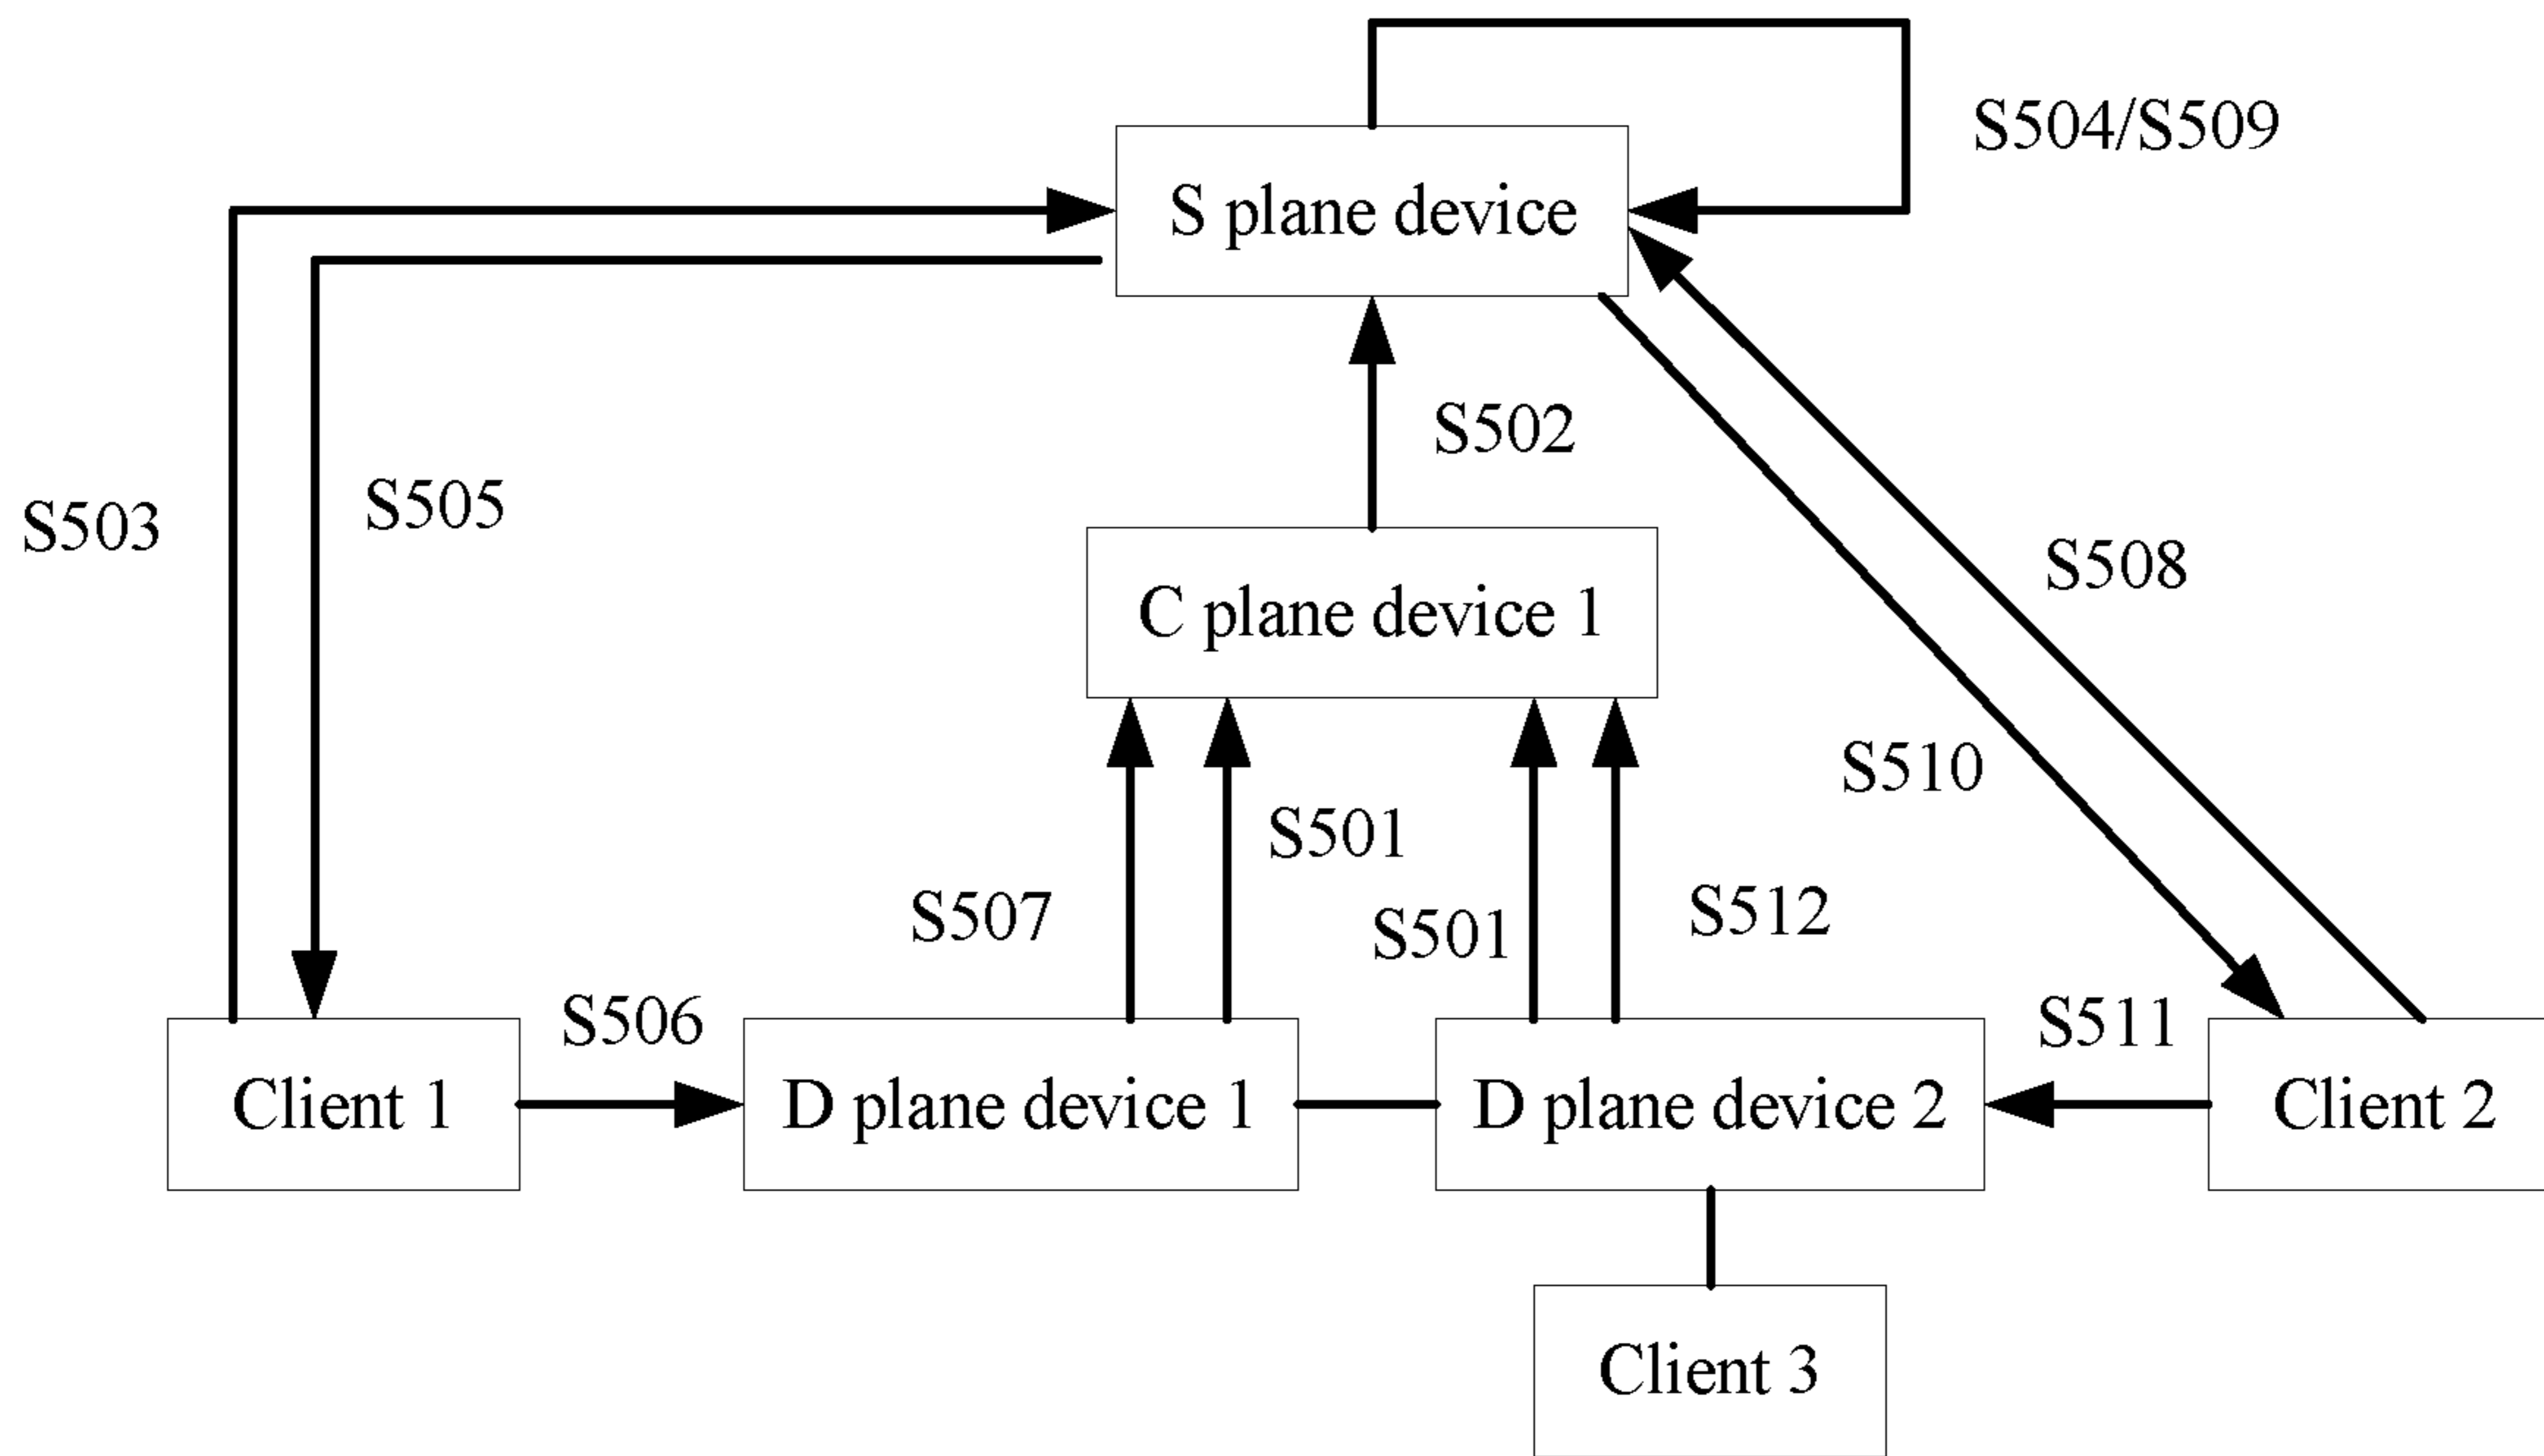 S504/S509
S plane device
S502
S505
S503
S508
C plane device 1
S510
S501
S507
S501
S512
S506
S511
Client 1
D plane device 1
D plane device 2
Client 2
Client 3